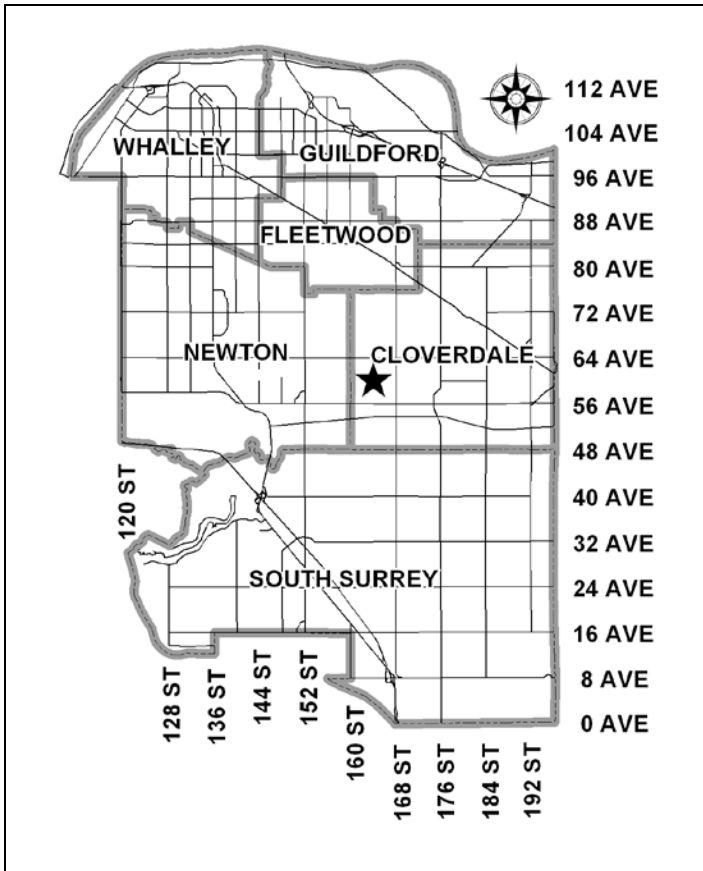 112 AVE
104 AVE
WHALLEY
GUILDFORD
96 AVE
88 AVE
FLEETWOOD
80 AVE
72 AVE
NEWTON
CLOVERDALE
64 AVE
56 AVE
48 AVE
120 ST
40 AVE
32 AVE
SOUTH SURREY
24 AVE
16 AVE
128 ST
136 ST
144 ST
152 ST
8 AVE
160 ST
0 AVE
168 ST
176 ST
184 ST
192 ST